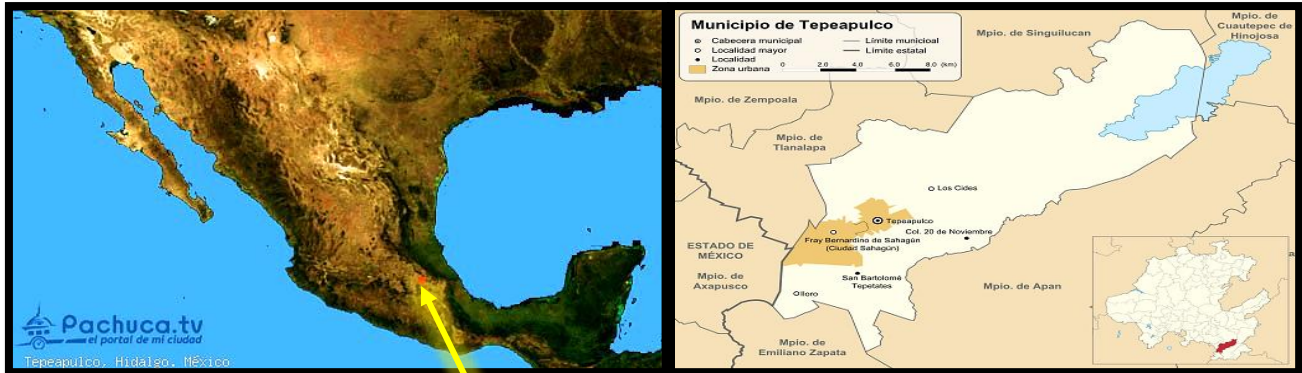 Pachuca.tv
el portal de mi ciudad
Tepeapulco, Hidalgo, México
Municipio de Tepeapulco
Cabecera municipal
Localidad mayor
Localidad
Zona urbana
Límite municipal
Límite estatal
0 2.0 4.0 6.0 8.0 (km)
Mpio. de Singuilucan
Mpio. de
Cuautepec de
Hinojosa
Mpio. de Zempoala
Mpio. de
Tlanalapa
Los Cides
Tepeapulco
Col. 20 de Noviembre
Fray Bernardino de Sahagún
(Ciudad Sahagún)
ESTADO DE
MÉXICO
Mpio. de
Axapusco
San Bartolomé
Tepetates
Irolo
Mpio. de Apan
Mpio. de
Emiliano Zapata